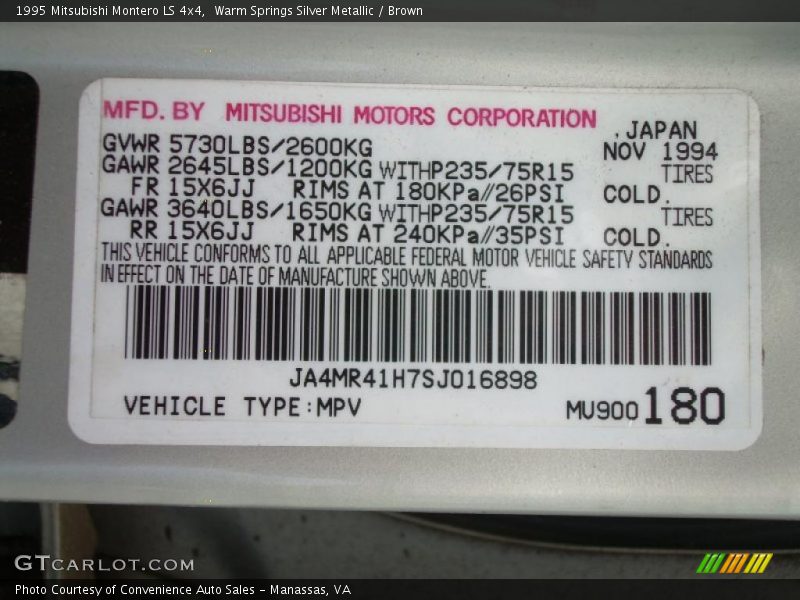 1995 Mitsubishi Montero LS 4x4,  Warm Springs Silver Metallic / Brown
MFD. BY MITSUBISHI MOTORS CORPORATION
, JAPAN
GVWR 5730LBS/2600KG NOV 1994
GAWR 2645LBS/1200KG WITHP235/75R15 TIRES
FR 15X6JJ RIMS AT 180KPa//26PSI COLD.
GAWR 3640LBS/1650KG WITHP235/75R15 TIRES
RR 15X6JJ RIMS AT 240KPa//35PSI COLD.
THIS VEHICLE CONFORMS TO ALL APPLICABLE FEDERAL MOTOR VEHICLE SAFETY STANDARDS
IN EFFECT ON THE DATE OF MANUFACTURE SHOWN ABOVE.
JA4MR41H7SJ016898
VEHICLE TYPE:MPV MU900180
GTCARLOT.COM
Photo Courtesy of Convenience Auto Sales – Manassas, VA